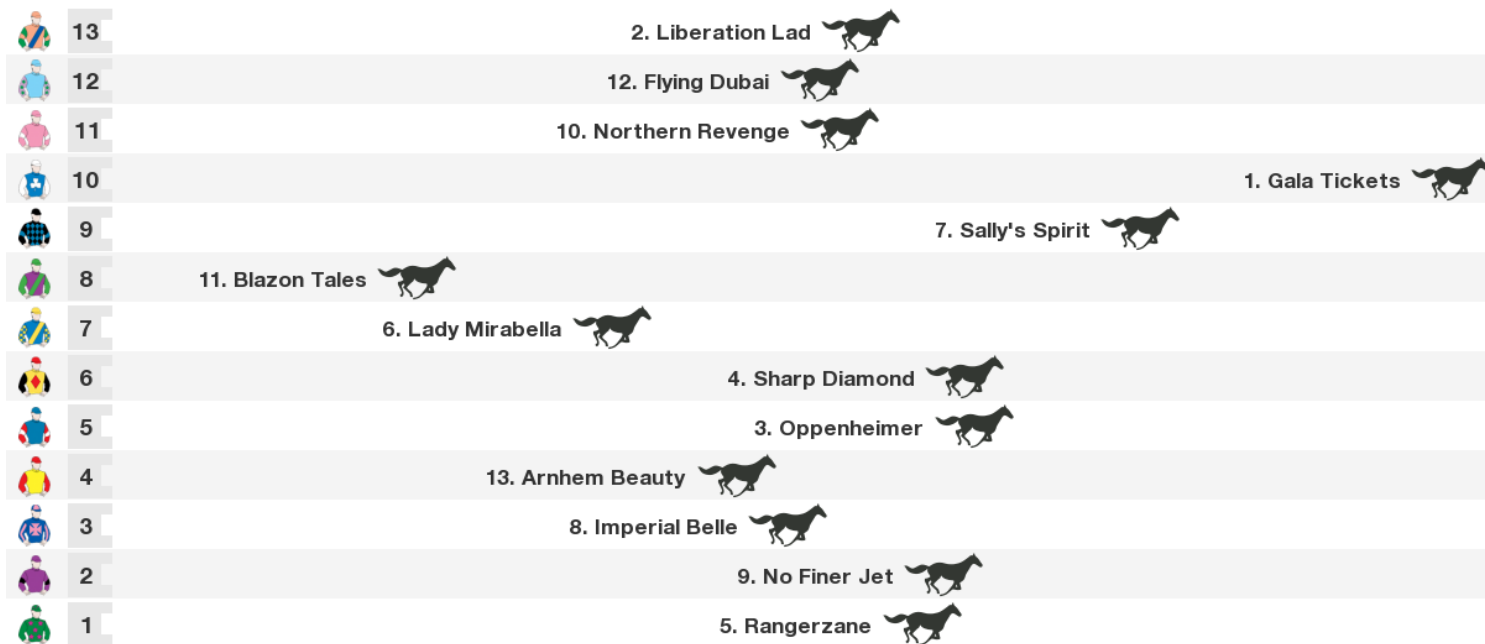 13 2. Liberation Lad
12 12. Flying Dubai
11 10. Northern Revenge
10 1. Gala Tickets
9 7. Sally's Spirit
8 11. Blazon Tales
7 6. Lady Mirabella
6 4. Sharp Diamond
5 3. Oppenheimer
4 13. Arnhem Beauty
3 8. Imperial Belle
2 9. No Finer Jet
1 5. Rangerzane